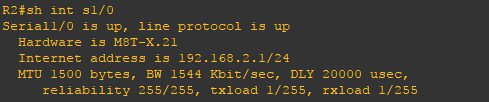 R2#sh int s1/0
Serial1/0 is up, line protocol is up
Hardware is M8T-X.21
Internet address is 192.168.2.1/24
MTU 1500 bytes, BW 1544 Kbit/sec, DLY 20000 usec,
reliability 255/255, txload 1/255, rxload 1/255